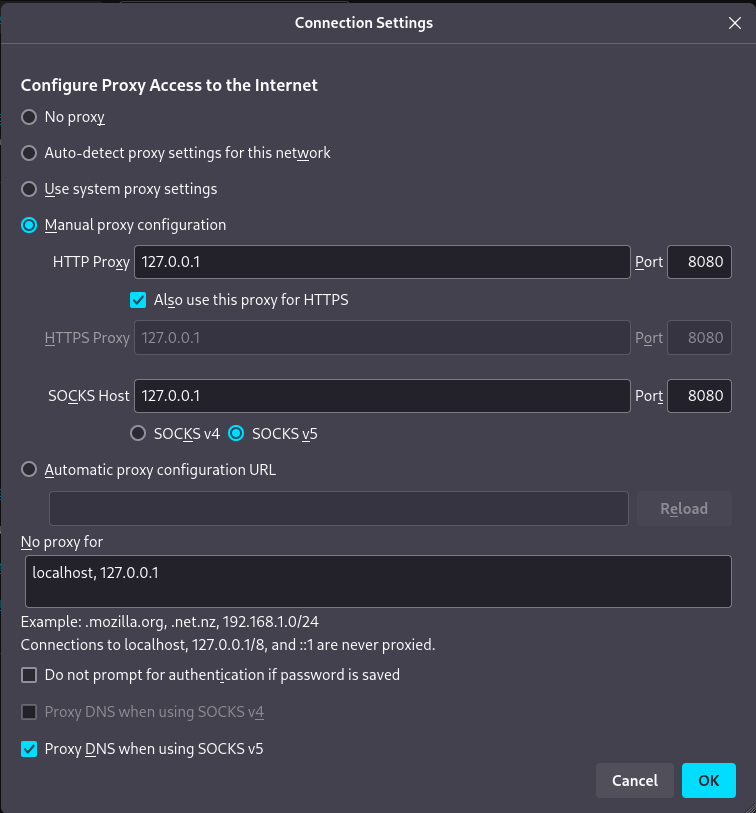 Connection Settings
Configure Proxy Access to the Internet
No proxy
Auto-detect proxy settings for this network
Use system proxy settings
Manual proxy configuration
HTTP Proxy 127.0.0.1 Port 8080
Also use this proxy for HTTPS
HTTPS Proxy 127.0.0.1 Port 8080
SOCKS Host 127.0.0.1 Port 8080
SOCKS v4 SOCKS v5
Automatic proxy configuration URL
Reload
No proxy for
localhost, 127.0.0.1
Example: .mozilla.org, .net.nz, 192.168.1.0/24
Connections to localhost, 127.0.0.1/8, and ::1 are never proxied.
Do not prompt for authentication if password is saved
Proxy DNS when using SOCKS v4
Proxy DNS when using SOCKS v5
Cancel OK